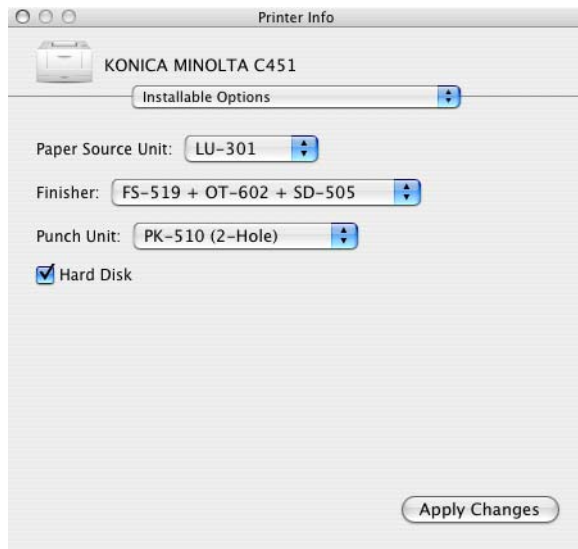 Printer Info
KONICA MINOLTA C451
Installable Options
Paper Source Unit: LU-301
Finisher: FS-519 + OT-602 + SD-505
Punch Unit: PK-510 (2-Hole)
Hard Disk
Apply Changes